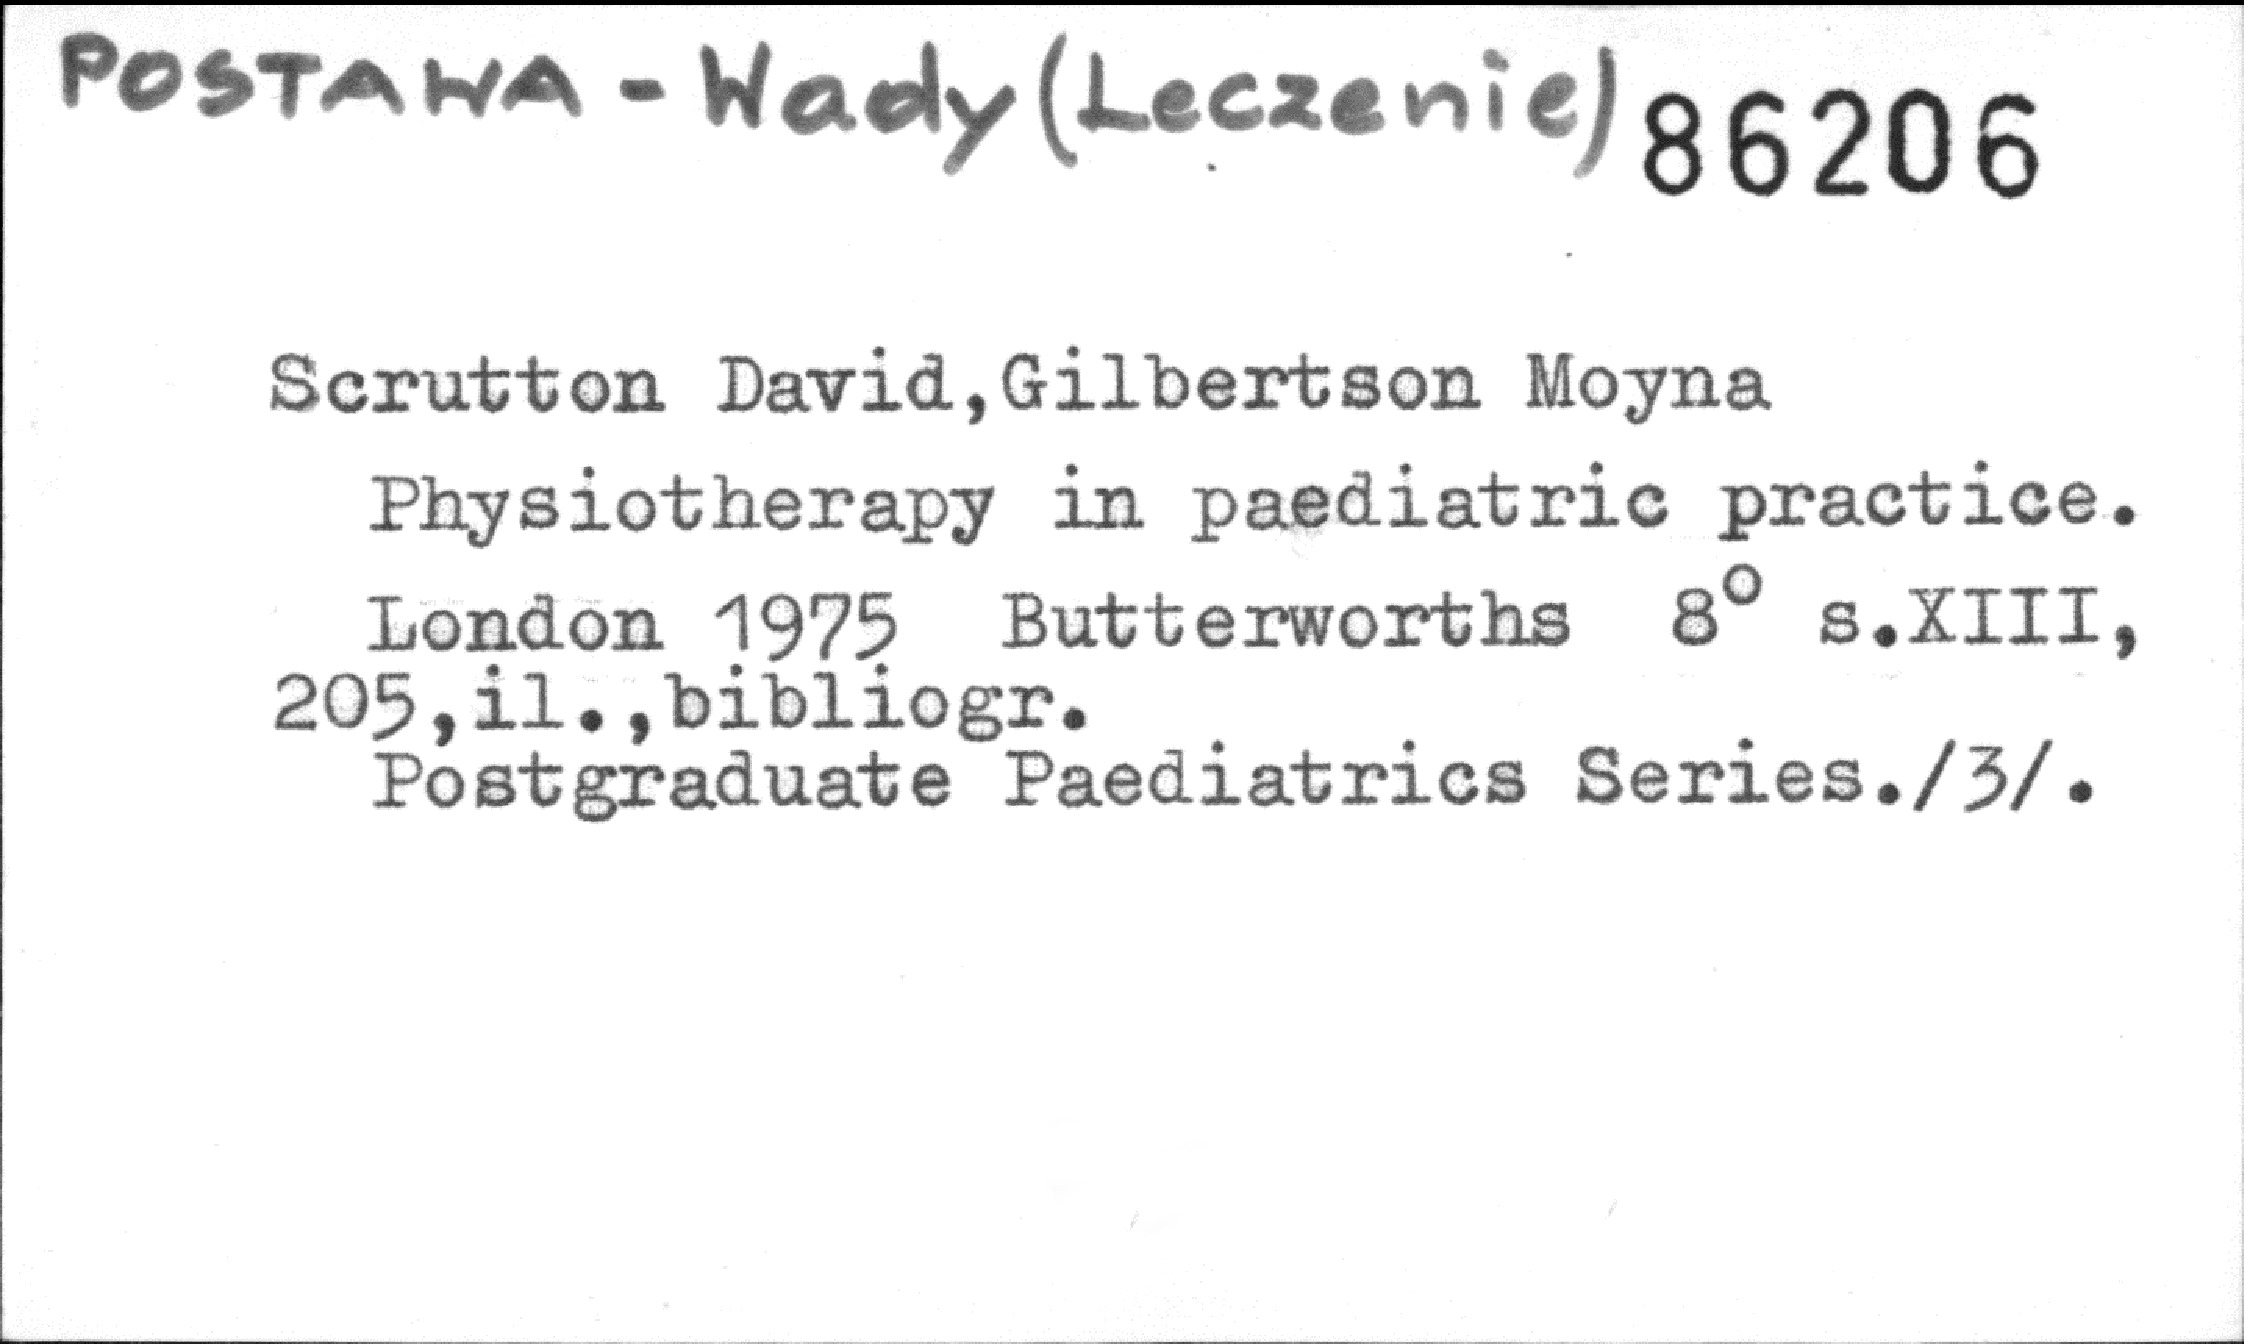 POSTAWA - Wady (Leczenie) 86206
Scrutton David,Gilbertson Moyna
Physiotherapy in paediatric practice.
London 1975 Butterworths 8° s.XIII,
205,il.,bibliogr.
Postgraduate Paediatrics Series./3/.